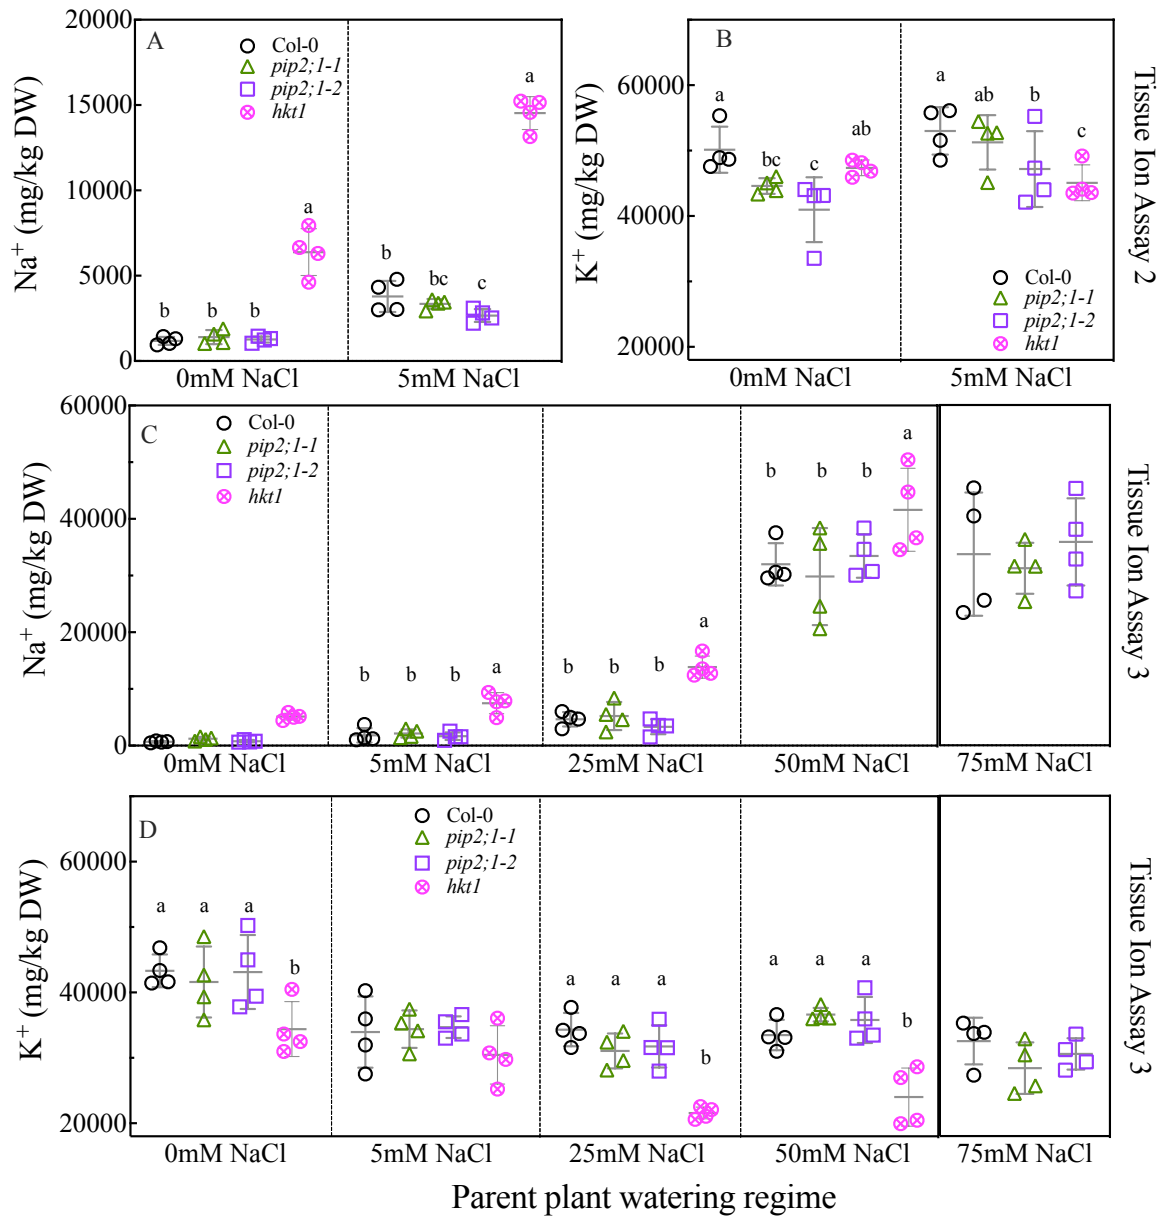 A
Col-0
pip2;1-1
pip2;1-2
hkt1
Na+ (mg/kg DW)
20000
15000
10000
5000
0
b b b a
b bc c a
0mM NaCl 5mM NaCl
B
K+ (mg/kg DW)
60000
40000
20000
a bc c ab
a ab b c
Col-0
pip2;1-1
pip2;1-2
hkt1
0mM NaCl 5mM NaCl
Tissue Ion Assay 2
C
Col-0
pip2;1-1
pip2;1-2
hkt1
Na+ (mg/kg DW)
60000
40000
20000
0
b b b a
b b b a
b b b a
0mM NaCl 5mM NaCl 25mM NaCl 50mM NaCl 75mM NaCl
Tissue Ion Assay 3
D
Col-0
pip2;1-1
pip2;1-2
hkt1
K+ (mg/kg DW)
60000
40000
20000
a a a b
a a a b
a a a b
0mM NaCl 5mM NaCl 25mM NaCl 50mM NaCl 75mM NaCl
Tissue Ion Assay 3
Parent plant watering regime